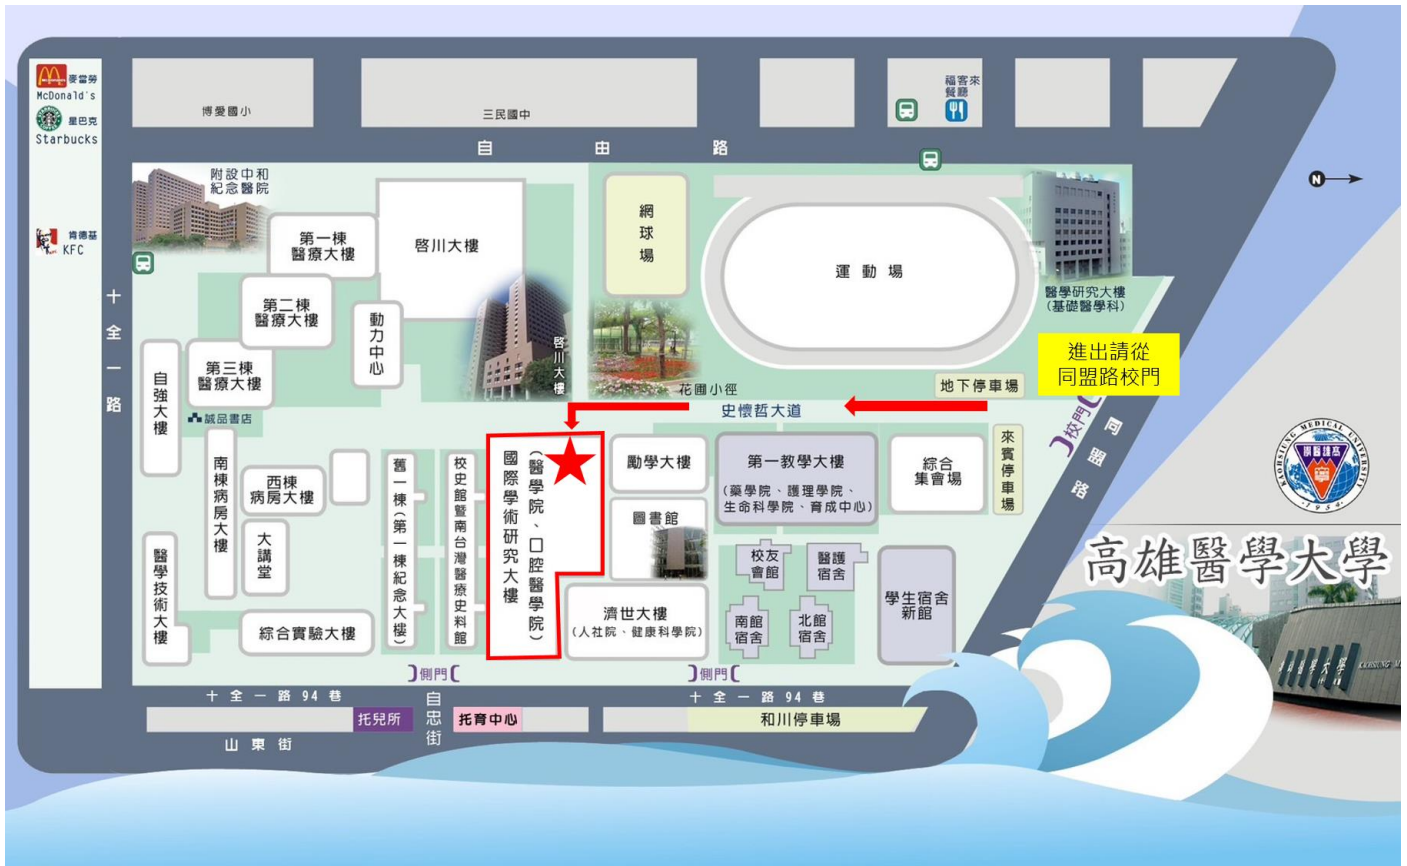 麥當勞
McDonald's
星巴克
Starbucks
肯德基
KFC
博愛國小
三民國中
福客來
餐廳
自由路
N
十全一路
附設中和
紀念醫院
第一棟
醫療大樓
啓川大樓
第二棟
醫療大樓
動力中心
第三棟
醫療大樓
自強大樓
誠品書店
啓川大樓
網球場
運動場
醫學研究大樓
(基礎醫學科)
進出請從
同盟路校門
花圃小徑
地下停車場
史懷哲大道
校門
同盟路
南棟病房大樓
西棟
病房大樓
大講堂
醫學技術大樓
綜合實驗大樓
舊一棟(第一棟紀念大樓)
校史館暨南台灣醫療史料館
國際學術研究大樓
(醫學院、口腔醫學院)
勵學大樓
圖書館
濟世大樓
(人社院、健康科學院)
第一教學大樓
(藥學院、護理學院、
生命科學院、育成中心)
綜合
集會場
來賓停車場
校友
會館
醫護
宿舍
南館
宿舍
北館
宿舍
學生宿舍
新館
側門
側門
十全一路94巷
自忠街
十全一路94巷
托兒所
托育中心
和川停車場
山東街
KAOHSIUNG MEDICAL UNIVERSITY
1954
高雄醫學大學